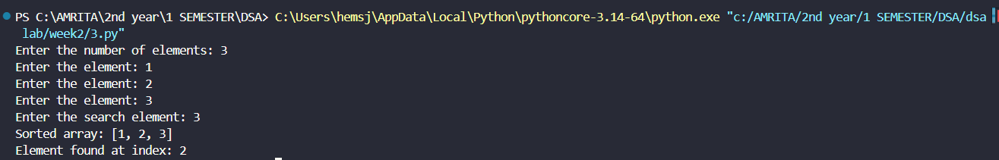 PS C:\AMRITA\2nd year\1 SEMESTER\DSA> C:\Users\hemsj\AppData\Local\Python\pythoncore-3.14-64\python.exe "c:/AMRITA/2nd year/1 SEMESTER/DSA/dsa
lab/week2/3.py"
Enter the number of elements: 3
Enter the element: 1
Enter the element: 2
Enter the element: 3
Enter the search element: 3
Sorted array: [1, 2, 3]
Element found at index: 2